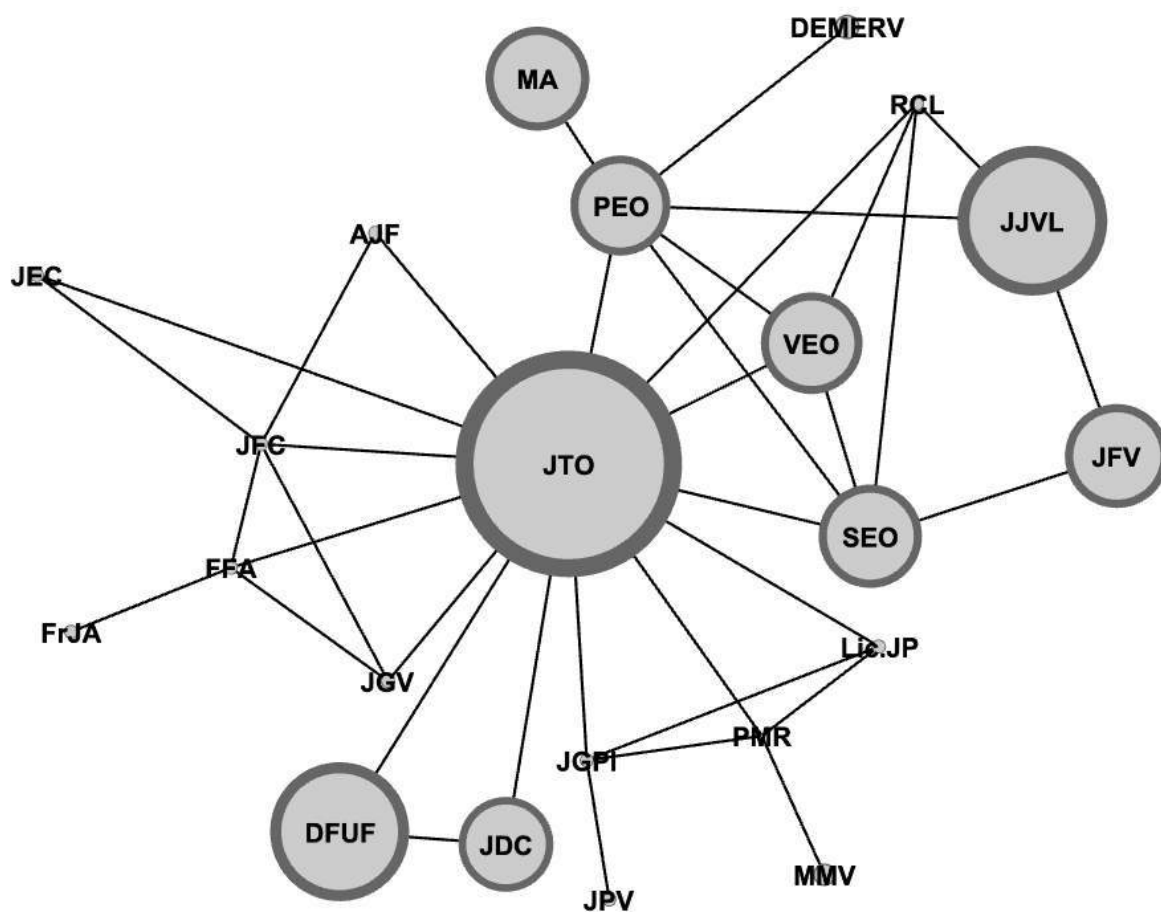 DEMERV
MA
RCL
PEO
JJVL
AJF
JEC
VEO
JFC
JTO
JFV
SEO
FFA
FrJA
Lic.JP
JGV
PMR
JGPI
DFUF
JDC
MMV
JPV